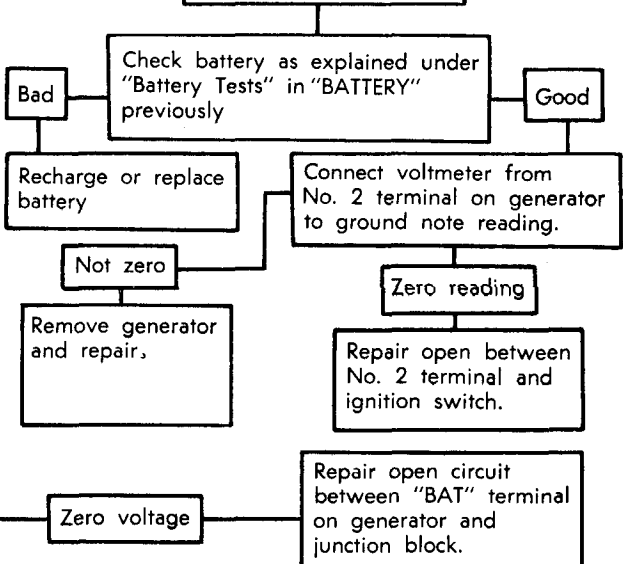 Check battery as explained under
"Battery Tests" in "BATTERY"
previously
Bad
Good
Recharge or replace
battery
Connect voltmeter from
No. 2 terminal on generator
to ground note reading.
Not zero
Zero reading
Remove generator
and repair.
Repair open between
No. 2 terminal and
ignition switch.
Zero voltage
Repair open circuit
between "BAT" terminal
on generator and
junction block.